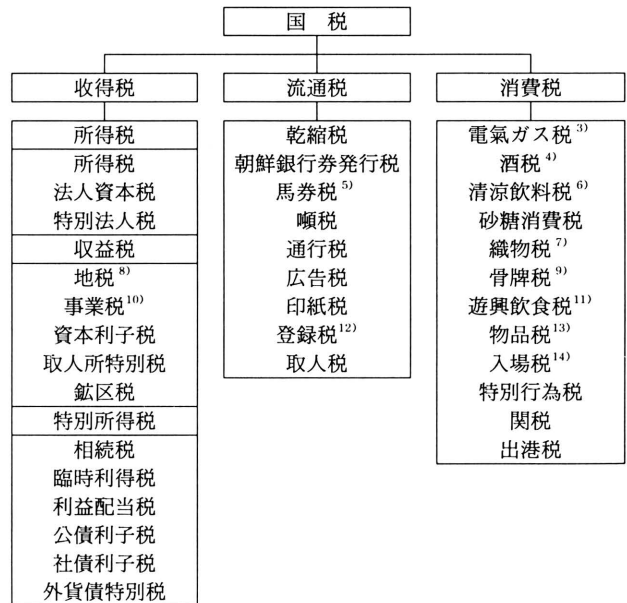 国 税
収得税
流通税
消費税
所得税
所得税
法人資本税
特別法人税
収益税
地税 8)
事業税 10)
資本利子税
取人所特別税
鉱区税
特別所得税
相続税
臨時利得税
利益配当税
公債利子税
社債利子税
外貨債特別税
乾縮税
朝鮮銀行券発行税
馬券税 5)
噸税
通行税
広告税
印紙税
登録税 12)
取人税
電氣ガス税 3)
酒税 4)
清涼飲料税 6)
砂糖消費税
織物税 7)
骨牌税 9)
遊興飲食税 11)
物品税 13)
入場税 14)
特別行為税
関税
出港税